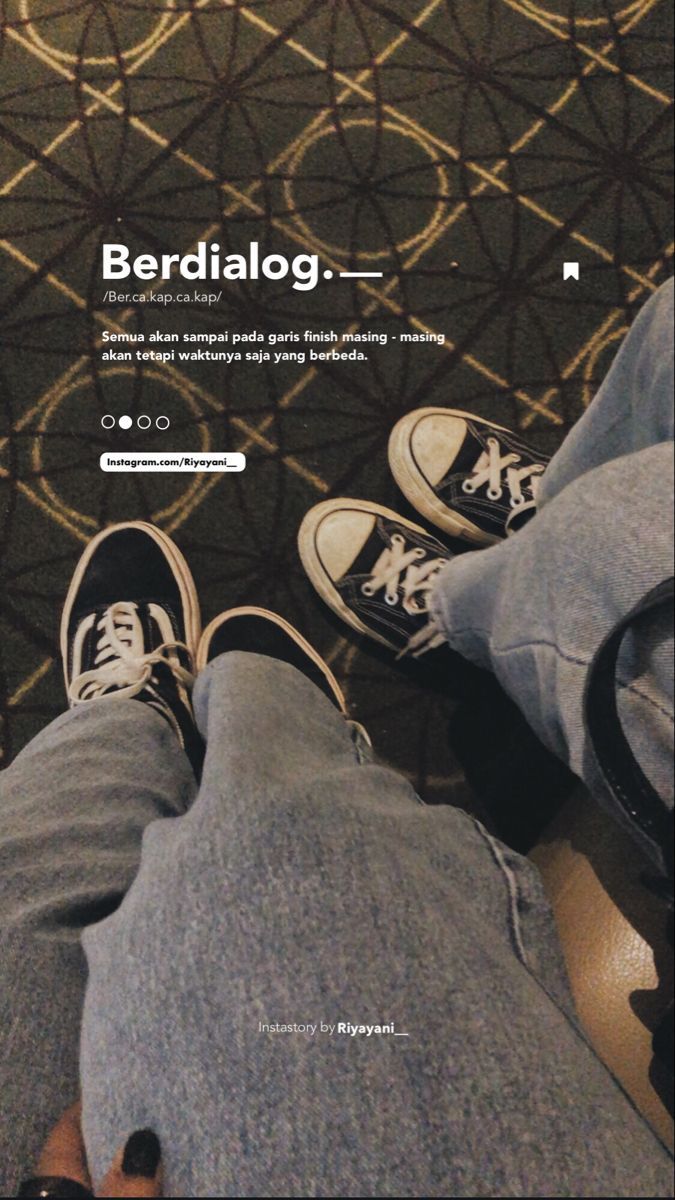 Berdialog.__
/Ber.ca.kap.ca.kap/
Semua akan sampai pada garis finish masing - masing
akan tetapi waktunya saja yang berbeda.
Instagram.com/Riyayani__
Instastory by Riyayani__